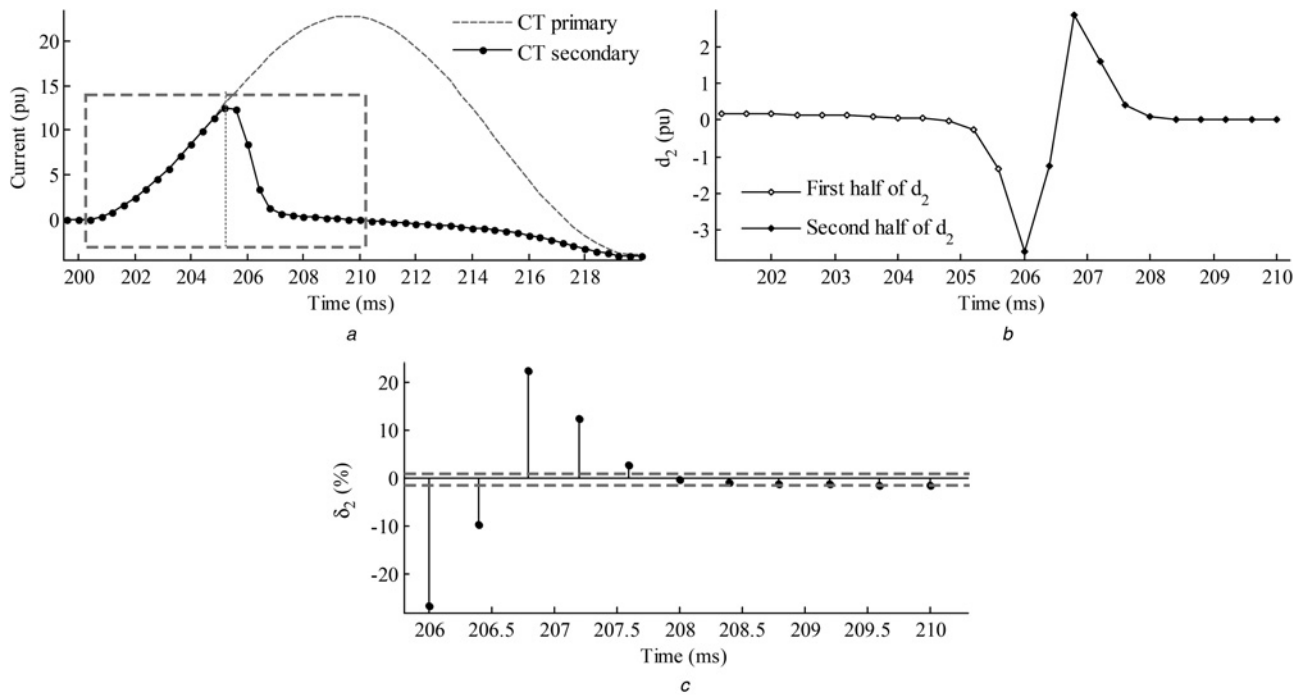 CT primary
CT secondary
20
15
10
5
0
Current (pu)
200 202 204 206 208 210 212 214 216 218
Time (ms)
a
2
1
0
-1
-2
-3
d2 (pu)
First half of d2
Second half of d2
202 203 204 205 206 207 208 209 210
Time (ms)
b
20
10
0
-10
-20
δ2 (%)
206 206.5 207 207.5 208 208.5 209 209.5 210
Time (ms)
c